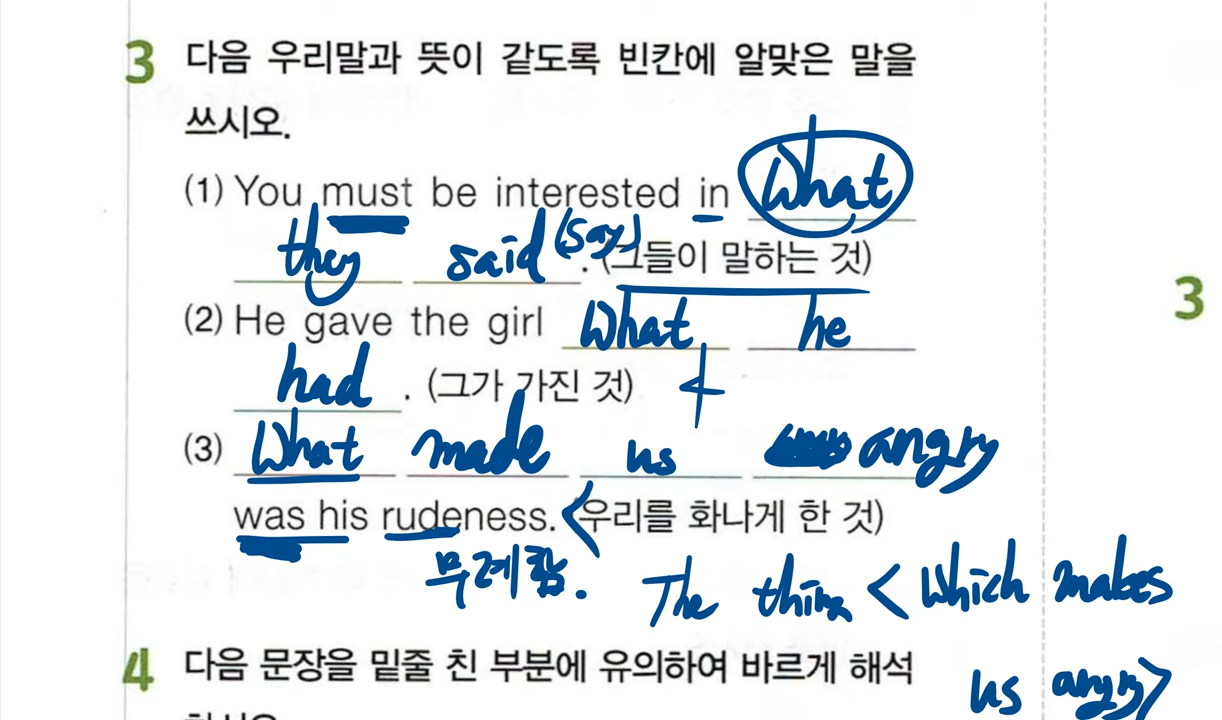 3 다음 우리말과 뜻이 같도록 빈칸에 알맞은 말을
쓰시오.
(1) You must be interested in What
they said (say). (그들이 말하는 것)
(2) He gave the girl What he
3
had. (그가 가진 것)
(3) What made us angry
was his rudeness. (우리를 화나게 한 것)
무례함.
The thing < which makes
us angry >
4 다음 문장을 밑줄 친 부분에 유의하여 바르게 해석
하시오.